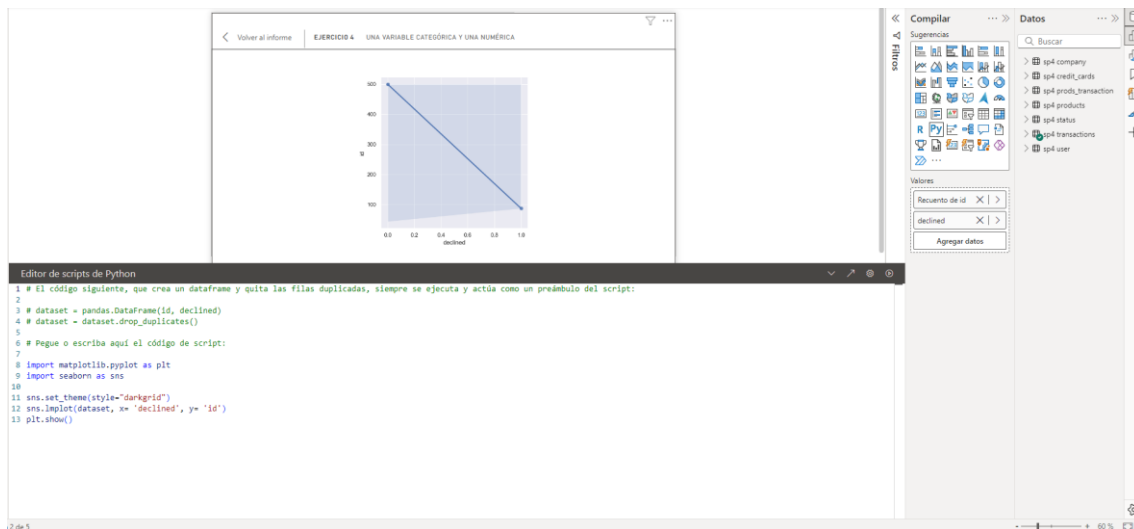 Volver al informe
EJERCICIO 4 UNA VARIABLE CATEGÓRICA Y UNA NUMÉRICA
500
400
300
id
200
100
0.0 0.2 0.4 0.6 0.8 1.0
declined
Filtros
Compilar
Sugerencias
R Py
Valores
Recuento de id
declined
Agregar datos
Datos
Buscar
sp4 company
sp4 credit_cards
sp4 prods_transaction
sp4 products
sp4 status
sp4 transactions
sp4 user
Editor de scripts de Python
1 # El código siguiente, que crea un dataframe y quita las filas duplicadas, siempre se ejecuta y actúa como un preámbulo del script:
2
3 # dataset = pandas.DataFrame(id, declined)
4 # dataset = dataset.drop_duplicates()
5
6 # Pegue o escriba aquí el código de script:
7
8 import matplotlib.pyplot as plt
9 import seaborn as sns
10
11 sns.set_theme(style="darkgrid")
12 sns.lmplot(dataset, x= 'declined', y= 'id')
13 plt.show()
2 de 5
60 %